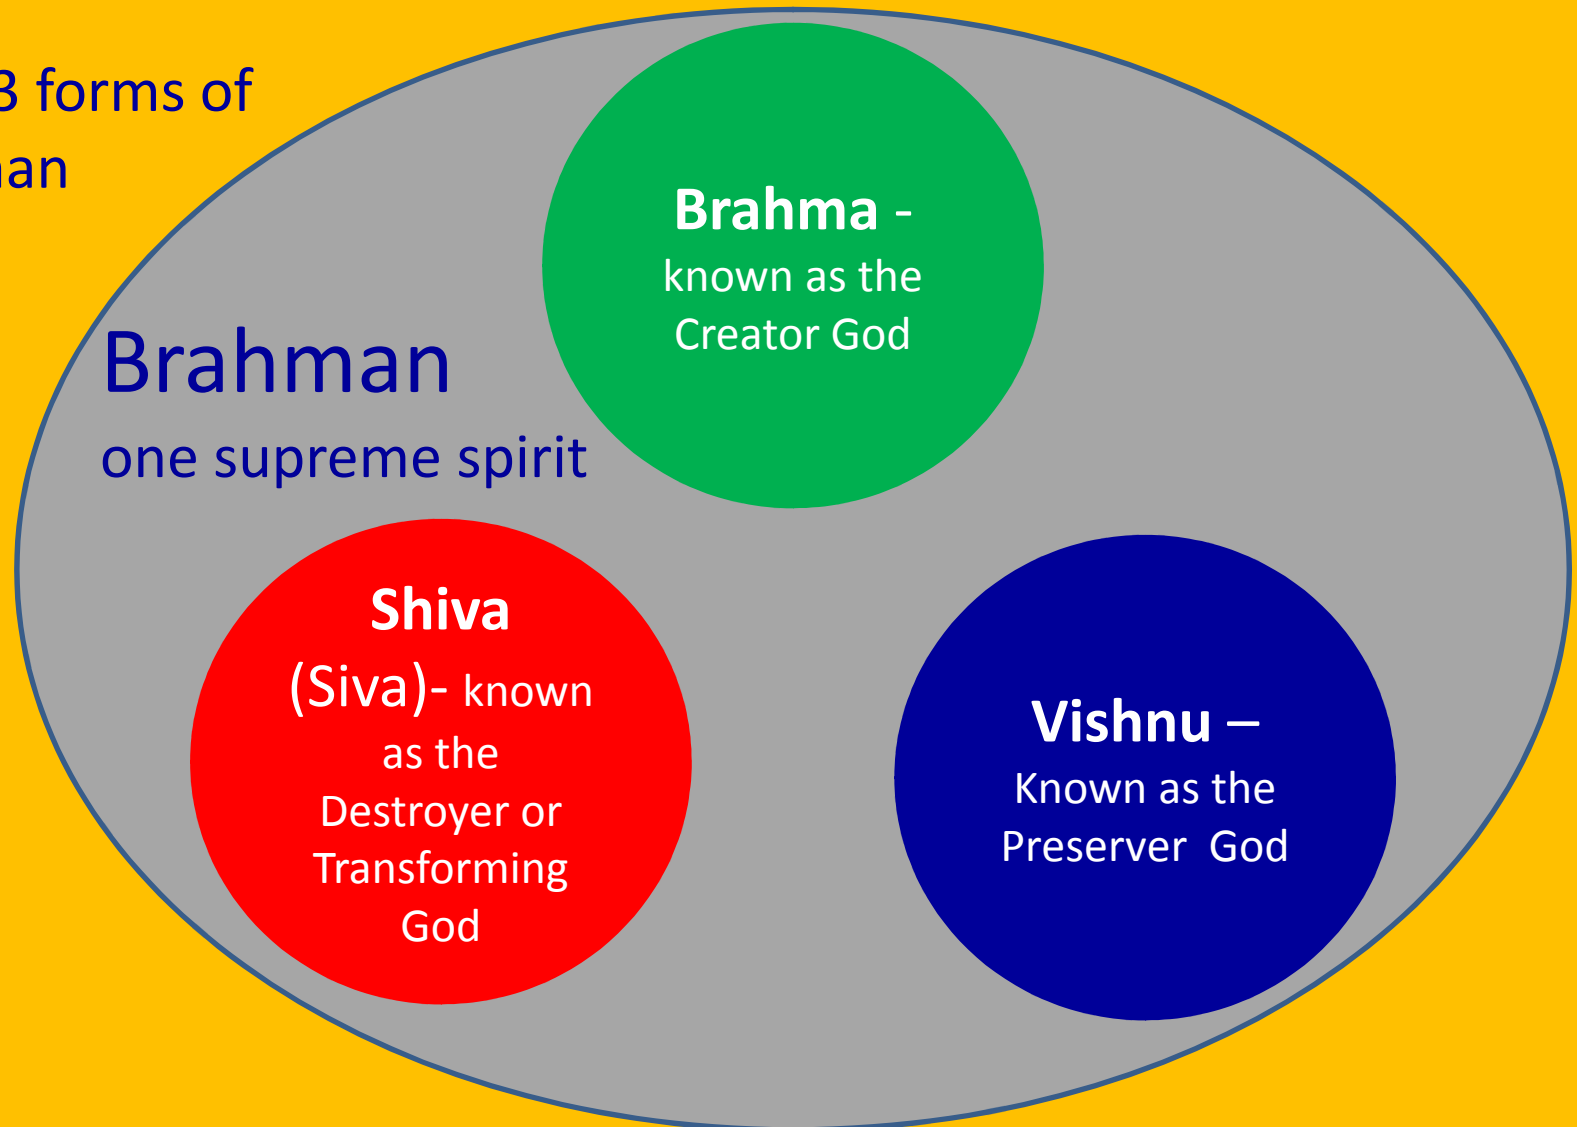 3 forms of
Brahma -
known as the
Creator God
Brahman
one supreme spirit
Shiva
(Siva)- known
as the
Destroyer or
Transforming
God
Vishnu –
Known as the
Preserver  God